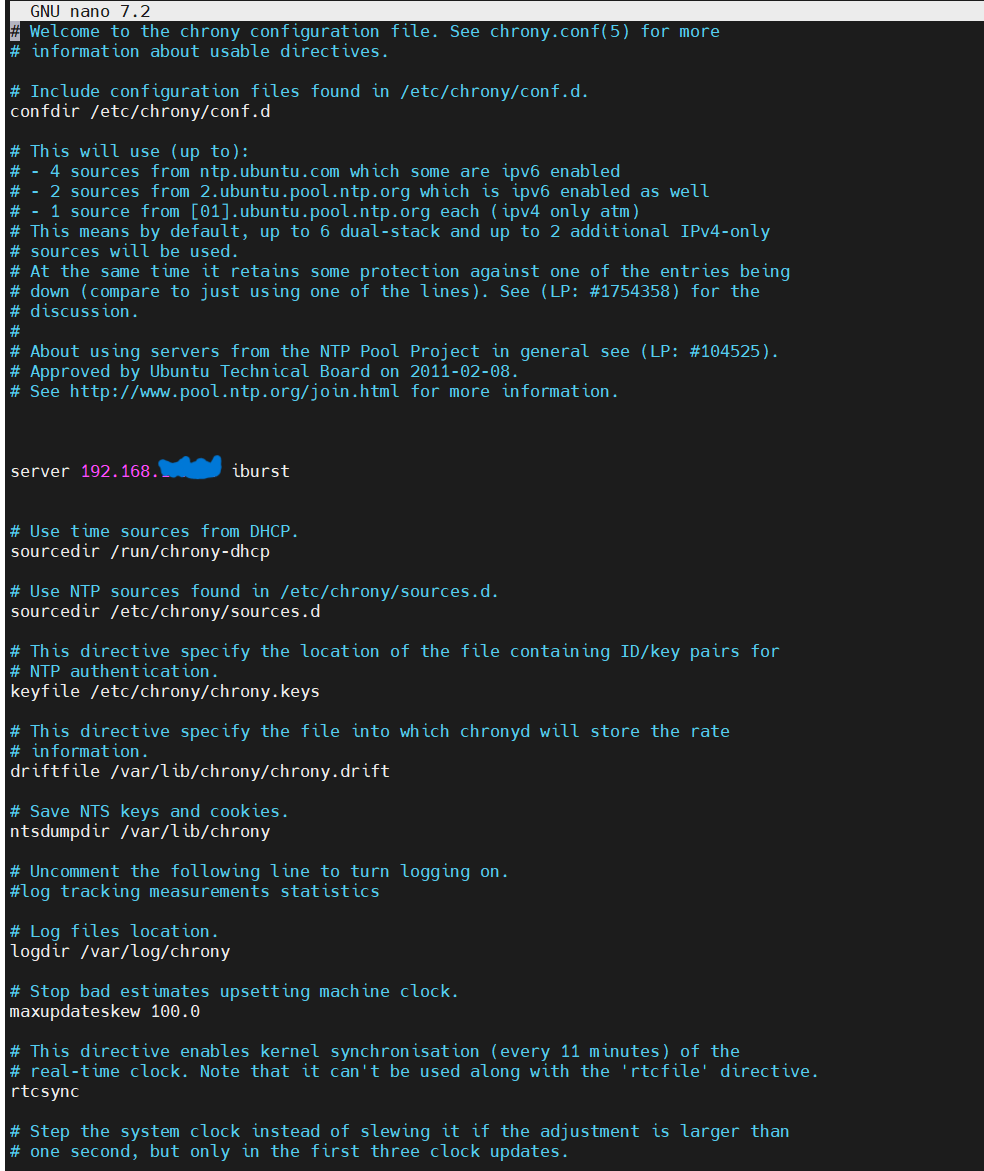 GNU nano 7.2
# Welcome to the chrony configuration file. See chrony.conf(5) for more
# information about usable directives.
# Include configuration files found in /etc/chrony/conf.d.
confdir /etc/chrony/conf.d
# This will use (up to):
# - 4 sources from ntp.ubuntu.com which some are ipv6 enabled
# - 2 sources from 2.ubuntu.pool.ntp.org which is ipv6 enabled as well
# - 1 source from [01].ubuntu.pool.ntp.org each (ipv4 only atm)
# This means by default, up to 6 dual-stack and up to 2 additional IPv4-only
# sources will be used.
# At the same time it retains some protection against one of the entries being
# down (compare to just using one of the lines). See (LP: #1754358) for the
# discussion.
#
# About using servers from the NTP Pool Project in general see (LP: #104525).
# Approved by Ubuntu Technical Board on 2011-02-08.
# See http://www.pool.ntp.org/join.html for more information.
server 192.168. iburst
# Use time sources from DHCP.
sourcedir /run/chrony-dhcp
# Use NTP sources found in /etc/chrony/sources.d.
sourcedir /etc/chrony/sources.d
# This directive specify the location of the file containing ID/key pairs for
# NTP authentication.
keyfile /etc/chrony/chrony.keys
# This directive specify the file into which chronyd will store the rate
# information.
driftfile /var/lib/chrony/chrony.drift
# Save NTS keys and cookies.
ntsdumpdir /var/lib/chrony
# Uncomment the following line to turn logging on.
#log tracking measurements statistics
# Log files location.
logdir /var/log/chrony
# Stop bad estimates upsetting machine clock.
maxupdateskew 100.0
# This directive enables kernel synchronisation (every 11 minutes) of the
# real-time clock. Note that it can't be used along with the 'rtcfile' directive.
rtcsync
# Step the system clock instead of slewing it if the adjustment is larger than
# one second, but only in the first three clock updates.